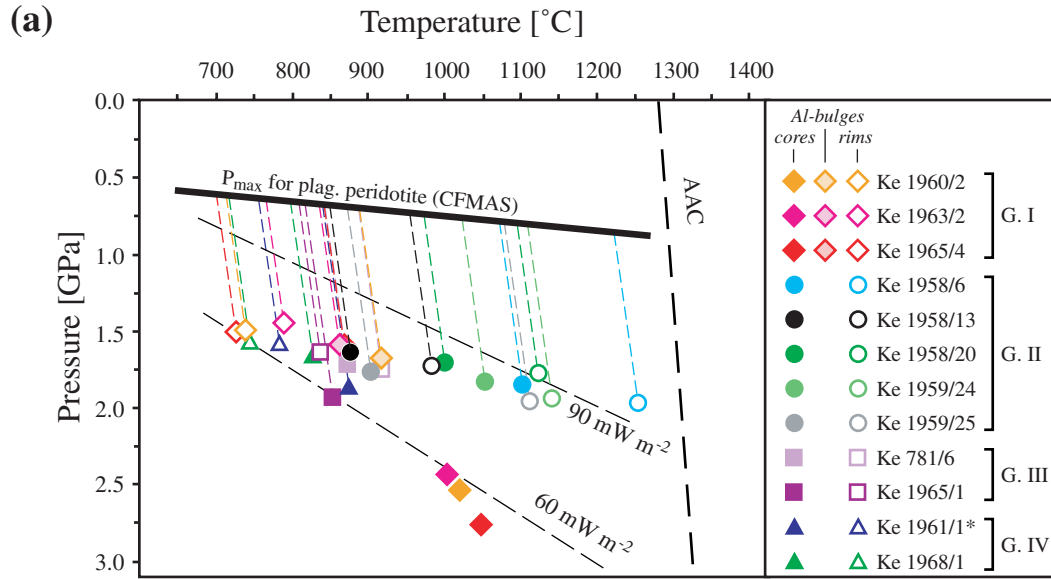 (a)
Temperature [˚C]
700 800 900 1000 1100 1200 1300 1400
Pressure [GPa]
0.0
0.5
1.0
1.5
2.0
2.5
3.0
Pmax for plag. peridotite (CFMAS)
AAC
90 mW m-2
60 mW m-2
Al-bulges
cores rims
Ke 1960/2
Ke 1963/2
Ke 1965/4
G. I
Ke 1958/6
Ke 1958/13
Ke 1958/20
Ke 1959/24
Ke 1959/25
G. II
Ke 781/6
Ke 1965/1
G. III
Ke 1961/1*
Ke 1968/1
G. IV